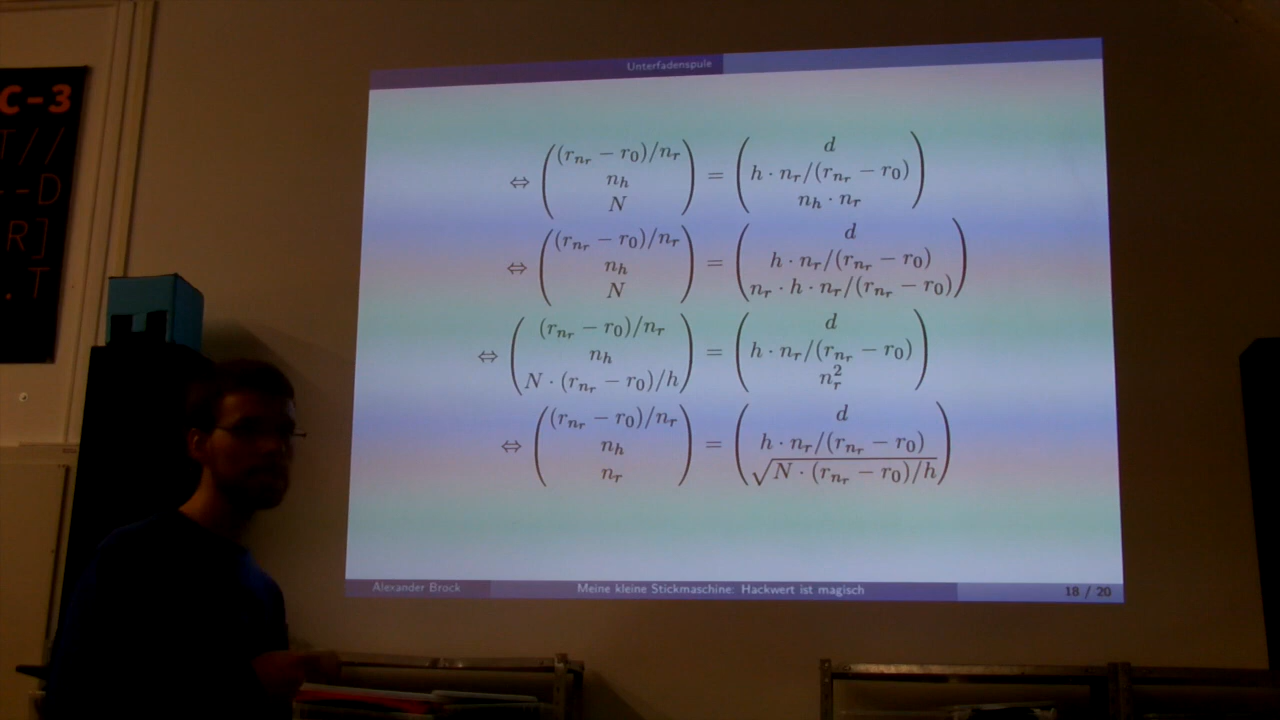 C-3
T//
--D
R]
.T
Unterfadenspule
⇔ ((r_{n_r} − r_0)/n_r, n_h, N) = (d, h · n_r/(r_{n_r} − r_0), n_h · n_r)
⇔ ((r_{n_r} − r_0)/n_r, n_h, N) = (d, h · n_r/(r_{n_r} − r_0), n_r · h · n_r/(r_{n_r} − r_0))
⇔ ((r_{n_r} − r_0)/n_r, n_h, N · (r_{n_r} − r_0)/h) = (d, h · n_r/(r_{n_r} − r_0), n_r^2)
⇔ ((r_{n_r} − r_0)/n_r, n_h, n_r) = (d, h · n_r/(r_{n_r} − r_0), √(N · (r_{n_r} − r_0)/h))
Alexander Brock
Meine kleine Stickmaschine: Hackwert ist magisch
18 / 20